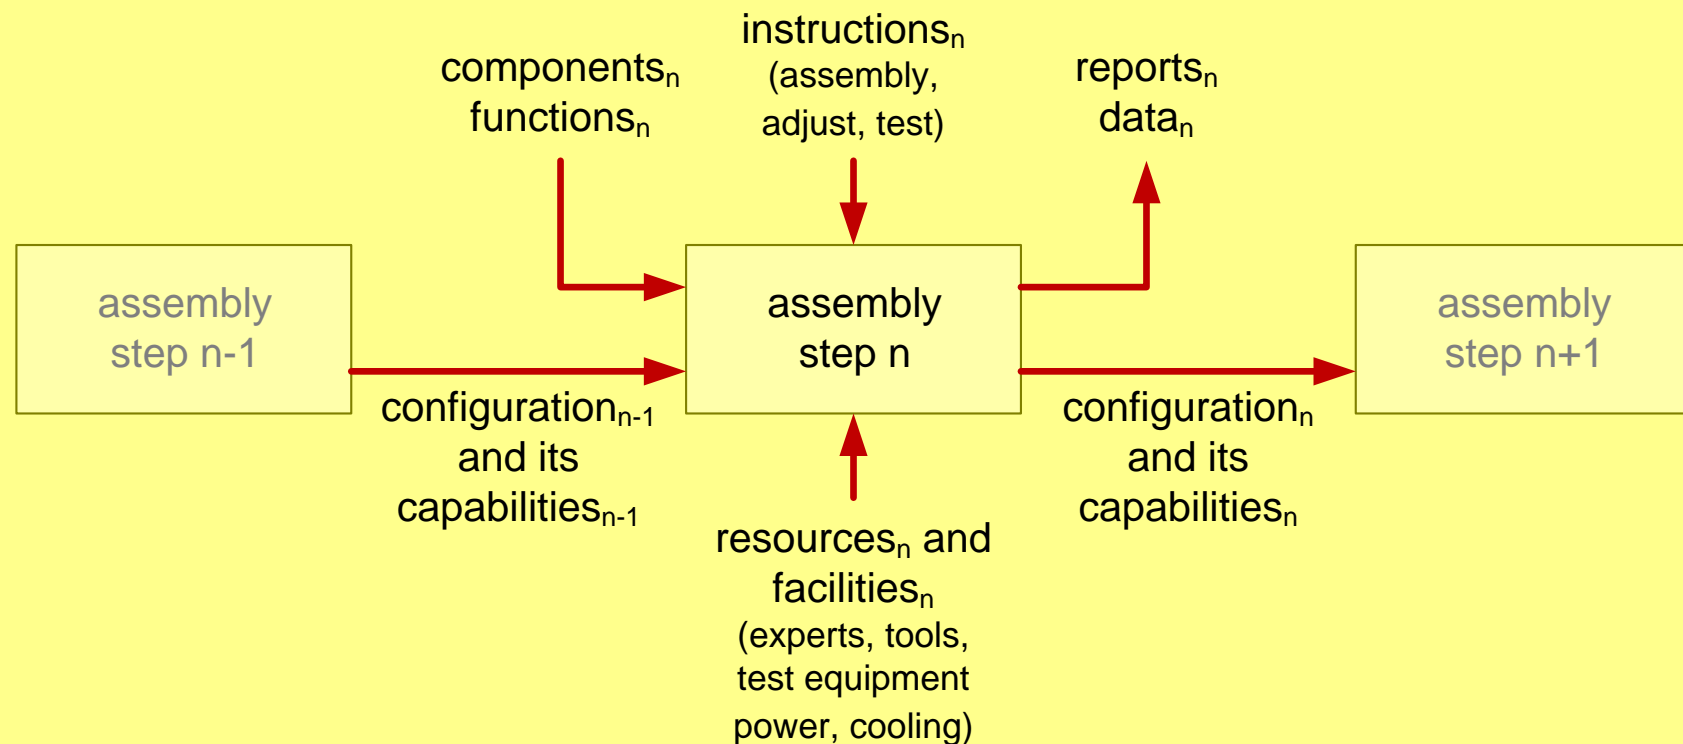 instructionsₙ
(assembly,
adjust, test)
componentsₙ
functionsₙ
reportsₙ
dataₙ
assembly
step n-1
assembly
step n
assembly
step n+1
configurationₙ₋₁
and its
capabilitiesₙ₋₁
configurationₙ
and its
capabilitiesₙ
resourcesₙ and
facilitiesₙ
(experts, tools,
test equipment
power, cooling)